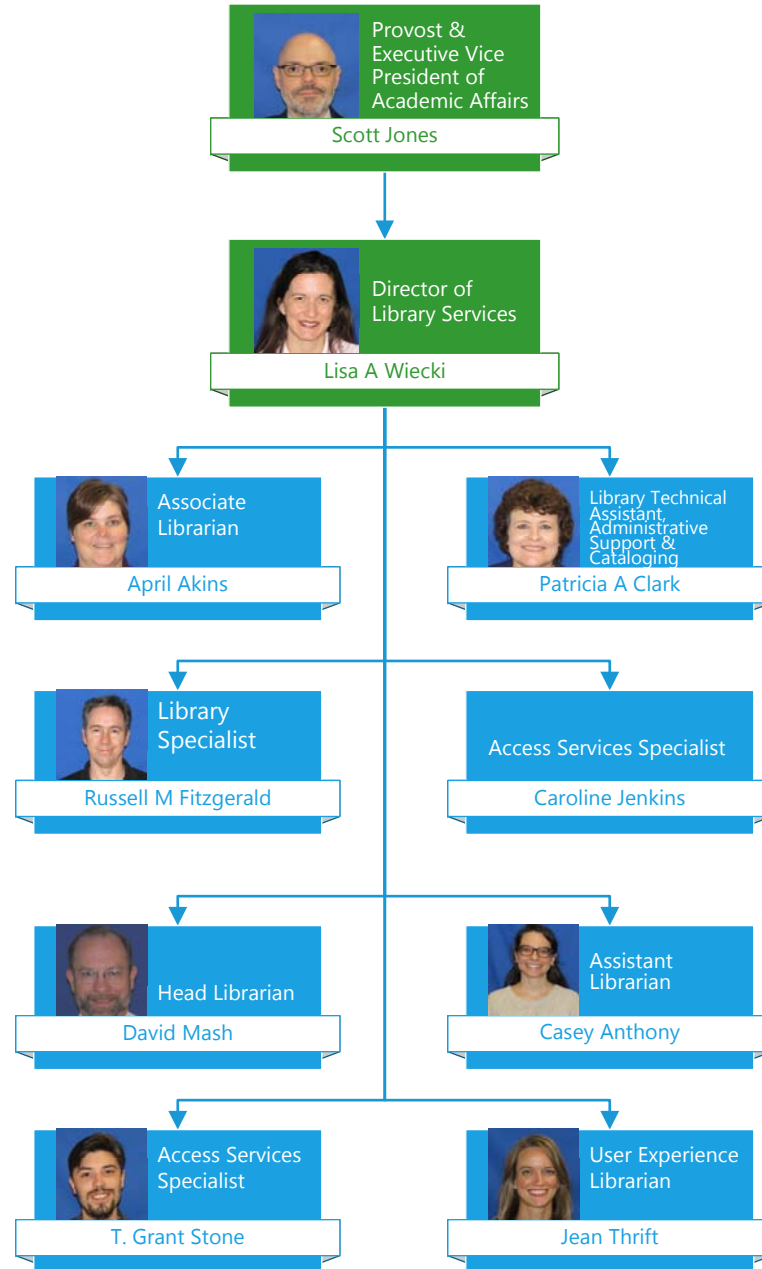 Provost &
Executive Vice
President of
Academic Affairs
Scott Jones
Director of
Library Services
Lisa A Wiecki
Associate
Librarian
April Akins
Library Technical
Assistant,
Administrative
Support &
Cataloging
Patricia A Clark
Library
Specialist
Russell M Fitzgerald
Access Services Specialist
Caroline Jenkins
Head Librarian
David Mash
Assistant
Librarian
Casey Anthony
Access Services
Specialist
T. Grant Stone
User Experience
Librarian
Jean Thrift